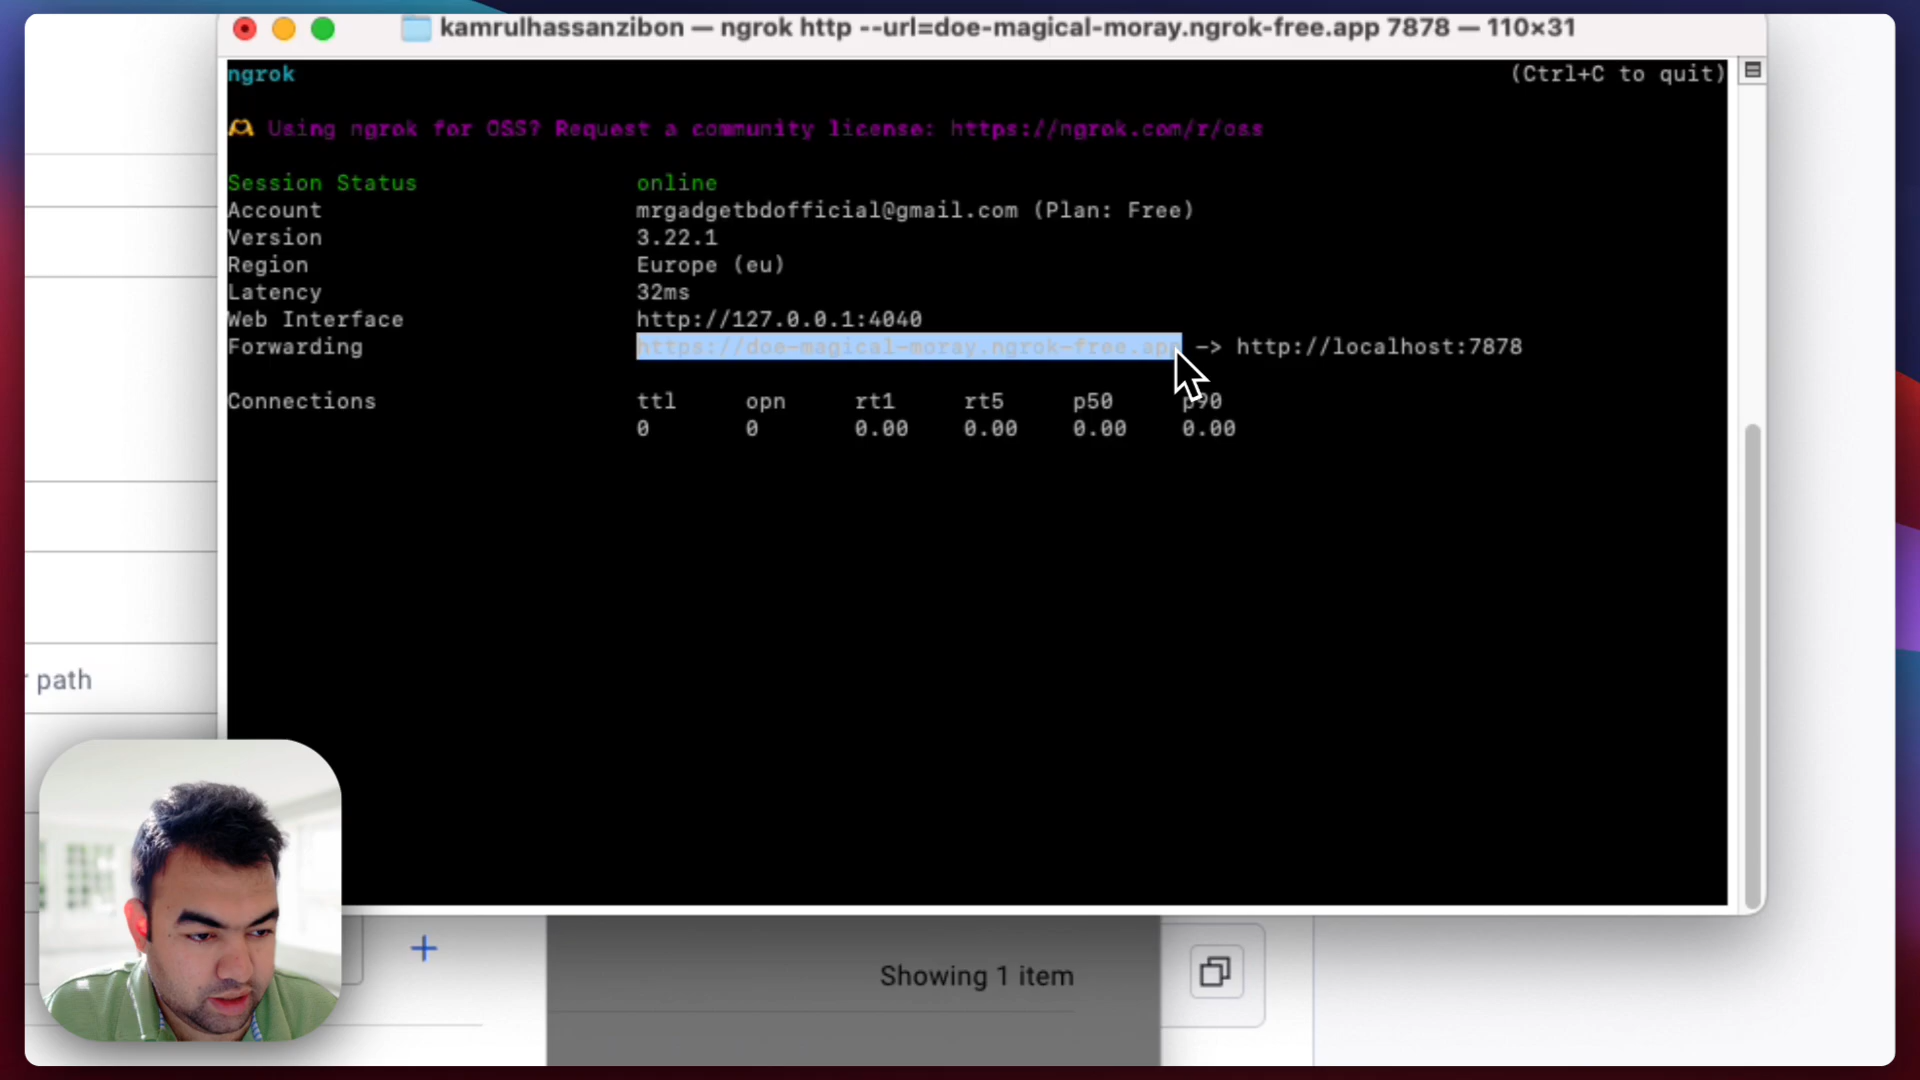 kamrulhassanzibon — ngrok http --url=doe-magical-moray.ngrok-free.app 7878 — 110×31
ngrok (Ctrl+C to quit)
Using ngrok for OSS? Request a community license: https://ngrok.com/r/oss
Session Status online
Account mrgadgetbdofficial@gmail.com (Plan: Free)
Version 3.22.1
Region Europe (eu)
Latency 32ms
Web Interface http://127.0.0.1:4040
Forwarding https://doe-magical-moray.ngrok-free.app -> http://localhost:7878
Connections ttl opn rt1 rt5 p50 p90
0 0 0.00 0.00 0.00 0.00
path
Showing 1 item